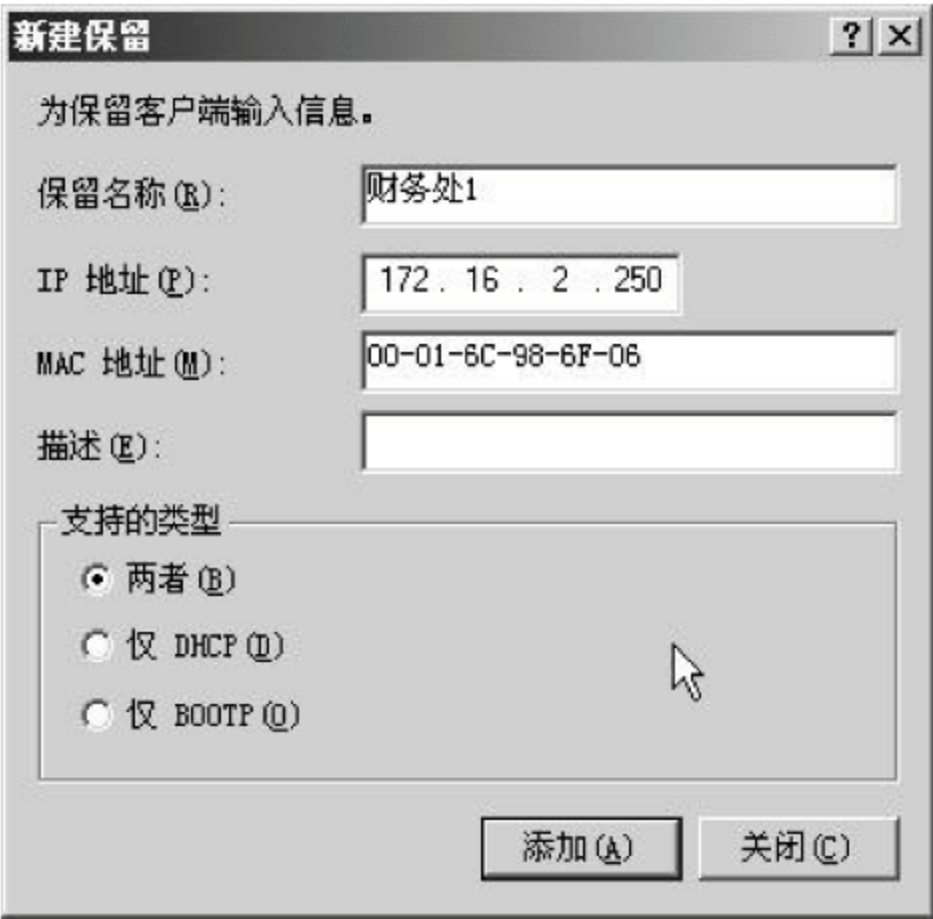 新建保留
为保留客户端输入信息。
保留名称(R): 财务处1
IP 地址(P): 172 . 16 . 2 . 250
MAC 地址(M): 00-01-6C-98-6F-06
描述(E):
支持的类型
两者(B)
仅 DHCP(D)
仅 BOOTP(O)
添加(A) 关闭(C)